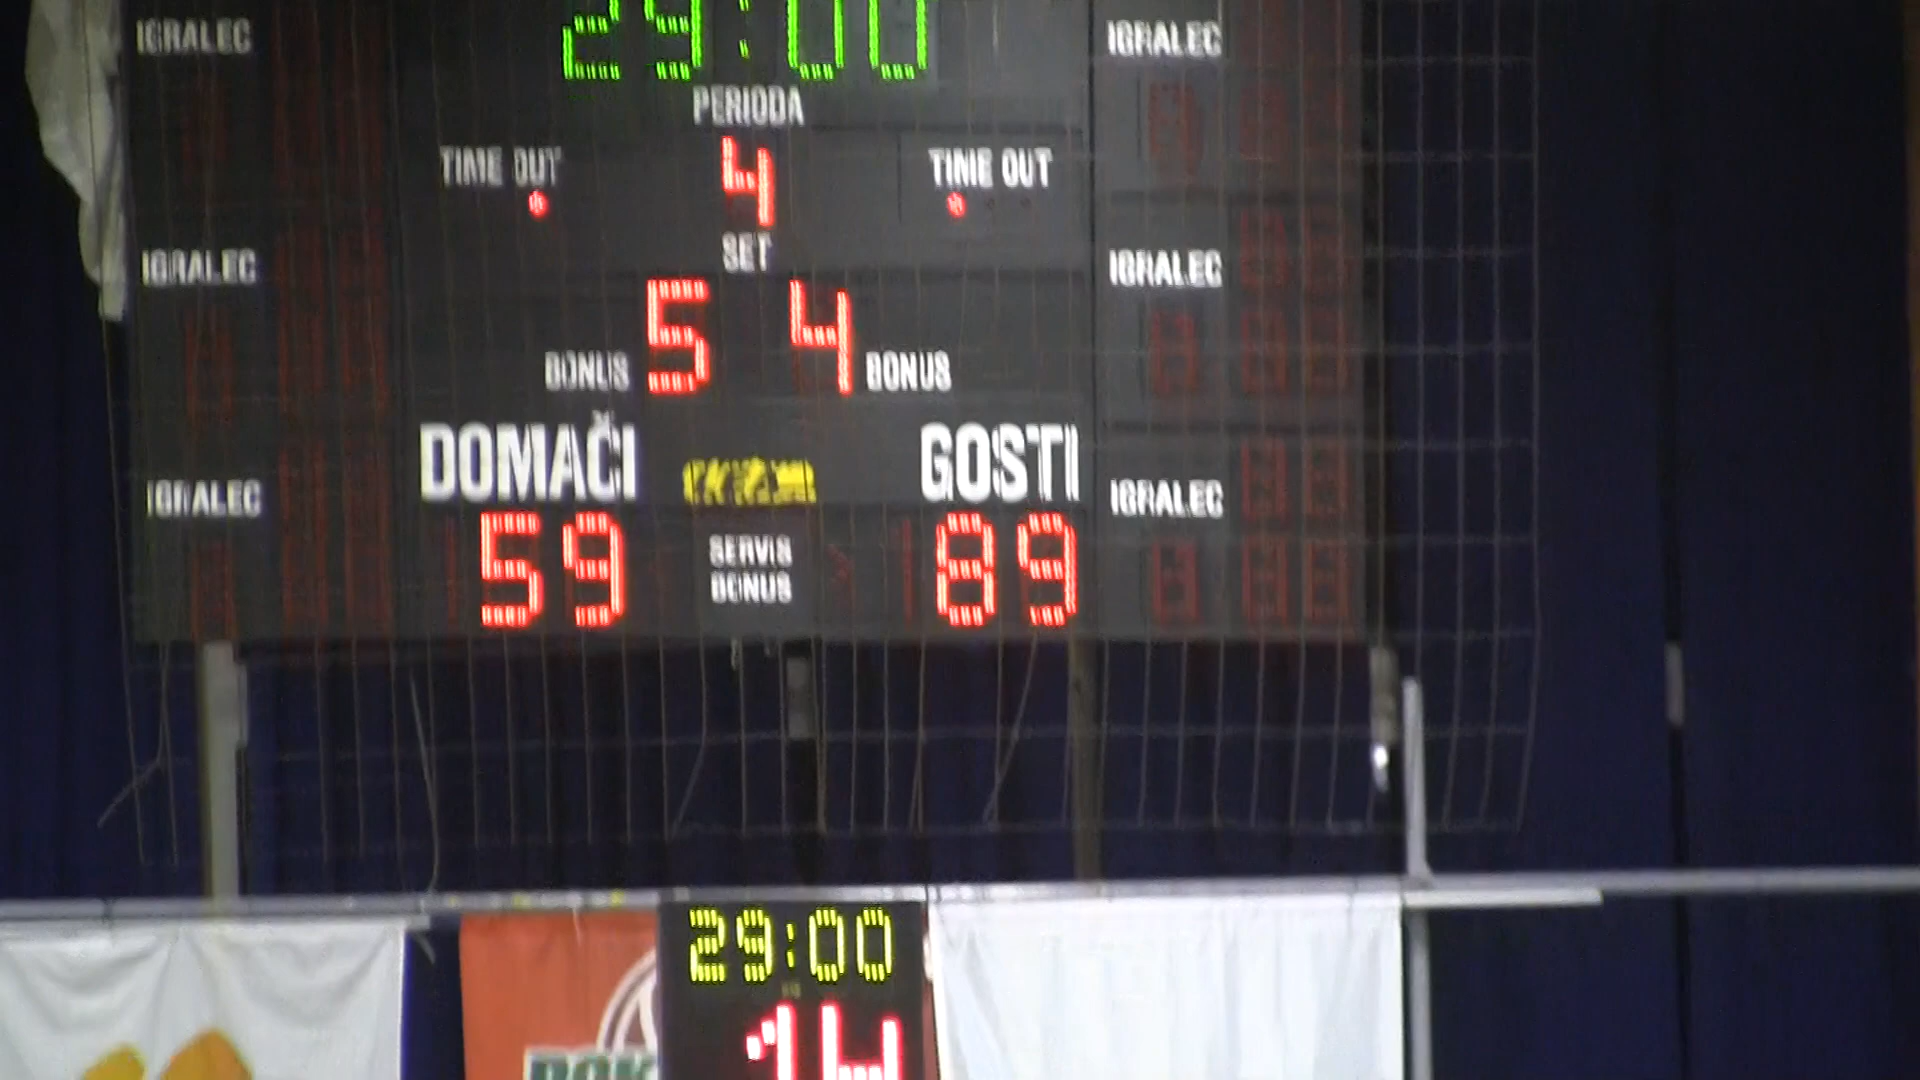 29:00
IGRALEC
IGRALEC
PERIODA
TIME OUT
4
TIME OUT
SET
IGRALEC
IGRALEC
5 4
BONUS
BONUS
DOMAČI
GOSTI
IGRALEC
IGRALEC
59
SERVIS
BONUS
89
29:00
14